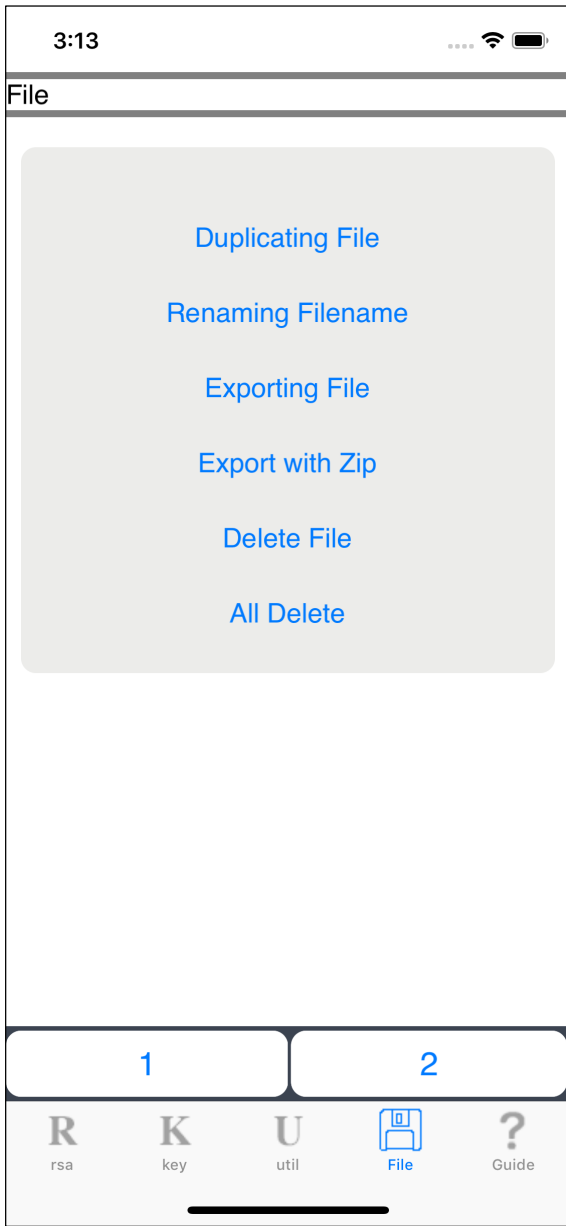 3:13
File
Duplicating File
Renaming Filename
Exporting File
Export with Zip
Delete File
All Delete
1 2
R K U ?
rsa key util File Guide